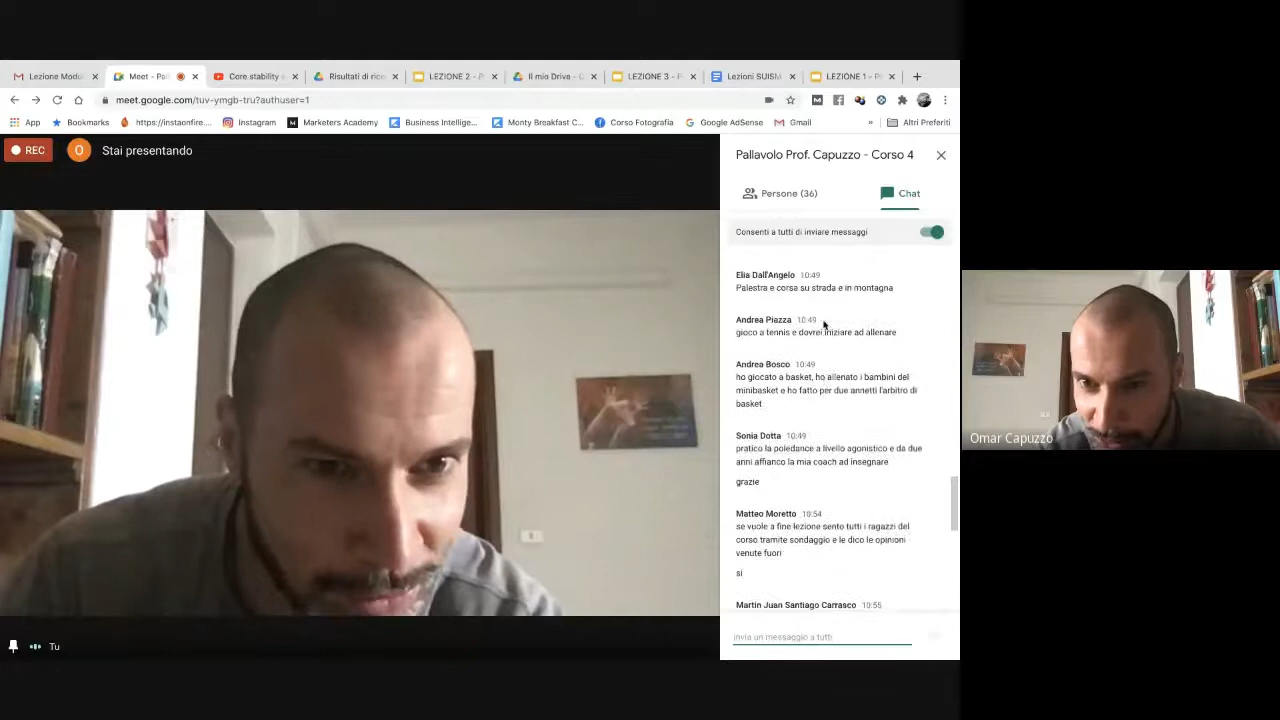 Lezione Modu
Meet - Pal
Core stability e
Risultati di rice
LEZIONE 2 - P
Il mio Drive - G
LEZIONE 3 - P
Lezioni SUISM
LEZIONE 1 - P
meet.google.com/tuv-ymgb-tru?authuser=1
App
Bookmarks
https://instaonfire....
Instagram
Marketers Academy
Business Intellige...
Monty Breakfast C...
Corso Fotografia
Google AdSense
Gmail
»
Altri Preferiti
REC
O
Stai presentando
Pallavolo Prof. Capuzzo - Corso 4
Persone (36)
Chat
Consenti a tutti di inviare messaggi
Elia Dall'Angelo 10:49
Palestra e corsa su strada e in montagna
Andrea Piazza 10:49
gioco a tennis e dovrei iniziare ad allenare
Andrea Bosco 10:49
ho giocato a basket, ho allenato i bambini del
minibasket e ho fatto per due annetti l'arbitro di
basket
Sonia Dotta 10:49
pratico la poledance a livello agonistico e da due
anni affianco la mia coach ad insegnare
grazie
Matteo Moretto 10:54
se vuole a fine lezione sento tutti i ragazzi del
corso tramite sondaggio e le dico le opinioni
venute fuori
si
Martin Juan Santiago Carrasco 10:55
Invia un messaggio a tutti
Tu
Omar Capuzzo